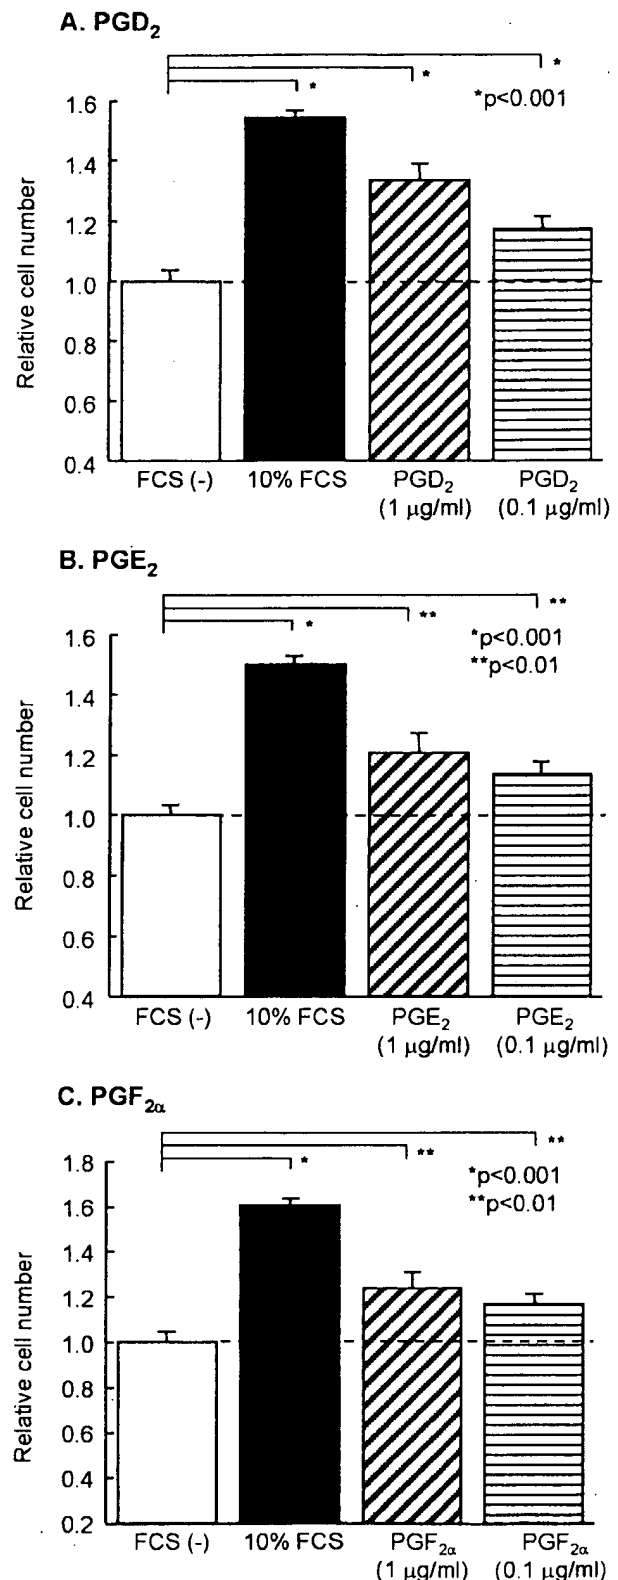 A. PGD₂
*
*
*
*p<0.001
Relative cell number
1.6
1.4
1.2
1.0
0.8
0.6
0.4
FCS (-) 10% FCS PGD₂ PGD₂
(1 μg/ml) (0.1 μg/ml)
B. PGE₂
**
**
*
*p<0.001
**p<0.01
Relative cell number
1.6
1.4
1.2
1.0
0.8
0.6
0.4
FCS (-) 10% FCS PGE₂ PGE₂
(1 μg/ml) (0.1 μg/ml)
C. PGF₂α
**
**
*
*p<0.001
**p<0.01
Relative cell number
1.8
1.6
1.4
1.2
1.0
0.8
0.6
0.4
0.2
FCS (-) 10% FCS PGF₂α PGF₂α
(1 μg/ml) (0.1 μg/ml)